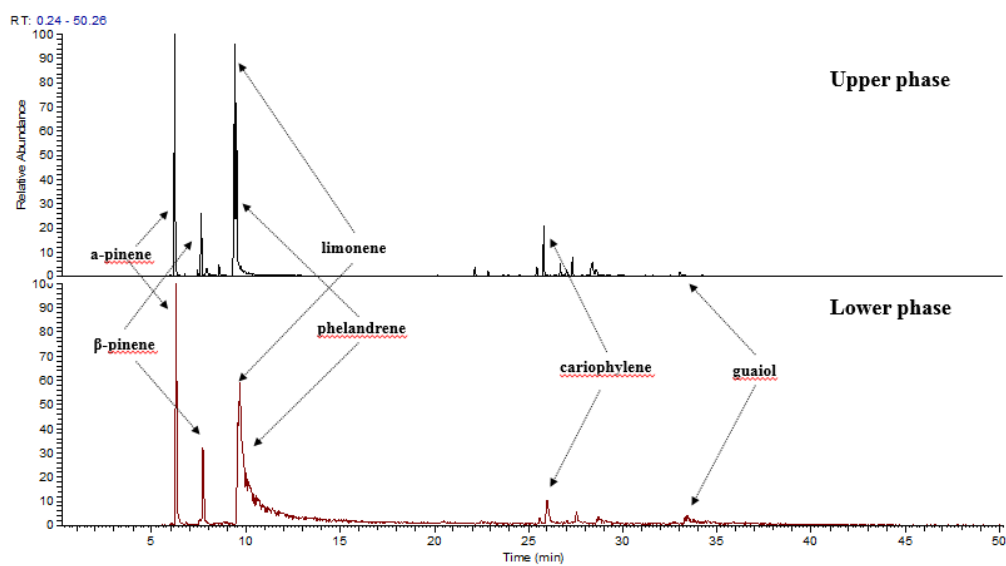 RT: 0.24 - 50.26
100
90
80
70
60
50
40
30
20
10
0
Relative Abundance
Upper phase
a-pinene
limonene
β-pinene
phelandrene
cariophylene
guaiol
Lower phase
100
90
80
70
60
50
40
30
20
10
0
5 10 15 20 25 30 35 40 45 50
Time (min)